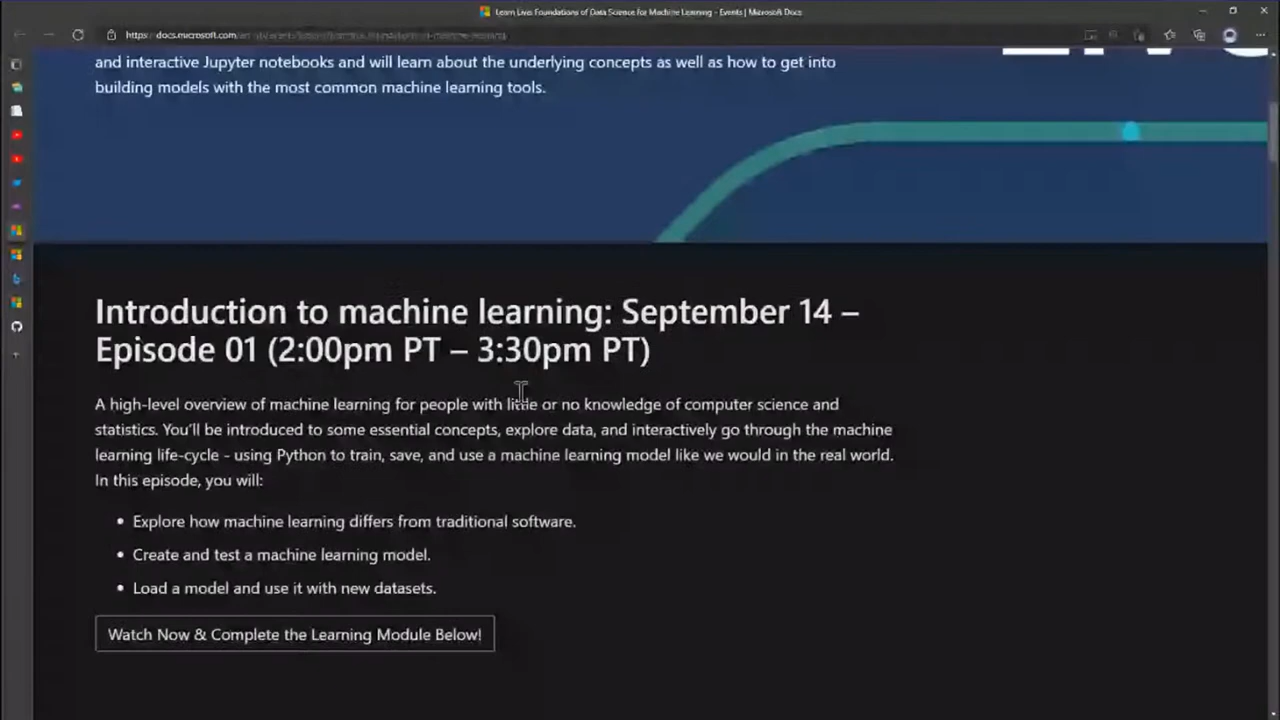 Learn Live: Foundations of Data Science for Machine Learning - Events | Microsoft Docs
https://docs.microsoft.com
and interactive Jupyter notebooks and will learn about the underlying concepts as well as how to get into
building models with the most common machine learning tools.
Introduction to machine learning: September 14 –
Episode 01 (2:00pm PT – 3:30pm PT)
A high-level overview of machine learning for people with little or no knowledge of computer science and
statistics. You'll be introduced to some essential concepts, explore data, and interactively go through the machine
learning life-cycle - using Python to train, save, and use a machine learning model like we would in the real world.
In this episode, you will:
• Explore how machine learning differs from traditional software.
• Create and test a machine learning model.
• Load a model and use it with new datasets.
Watch Now & Complete the Learning Module Below!